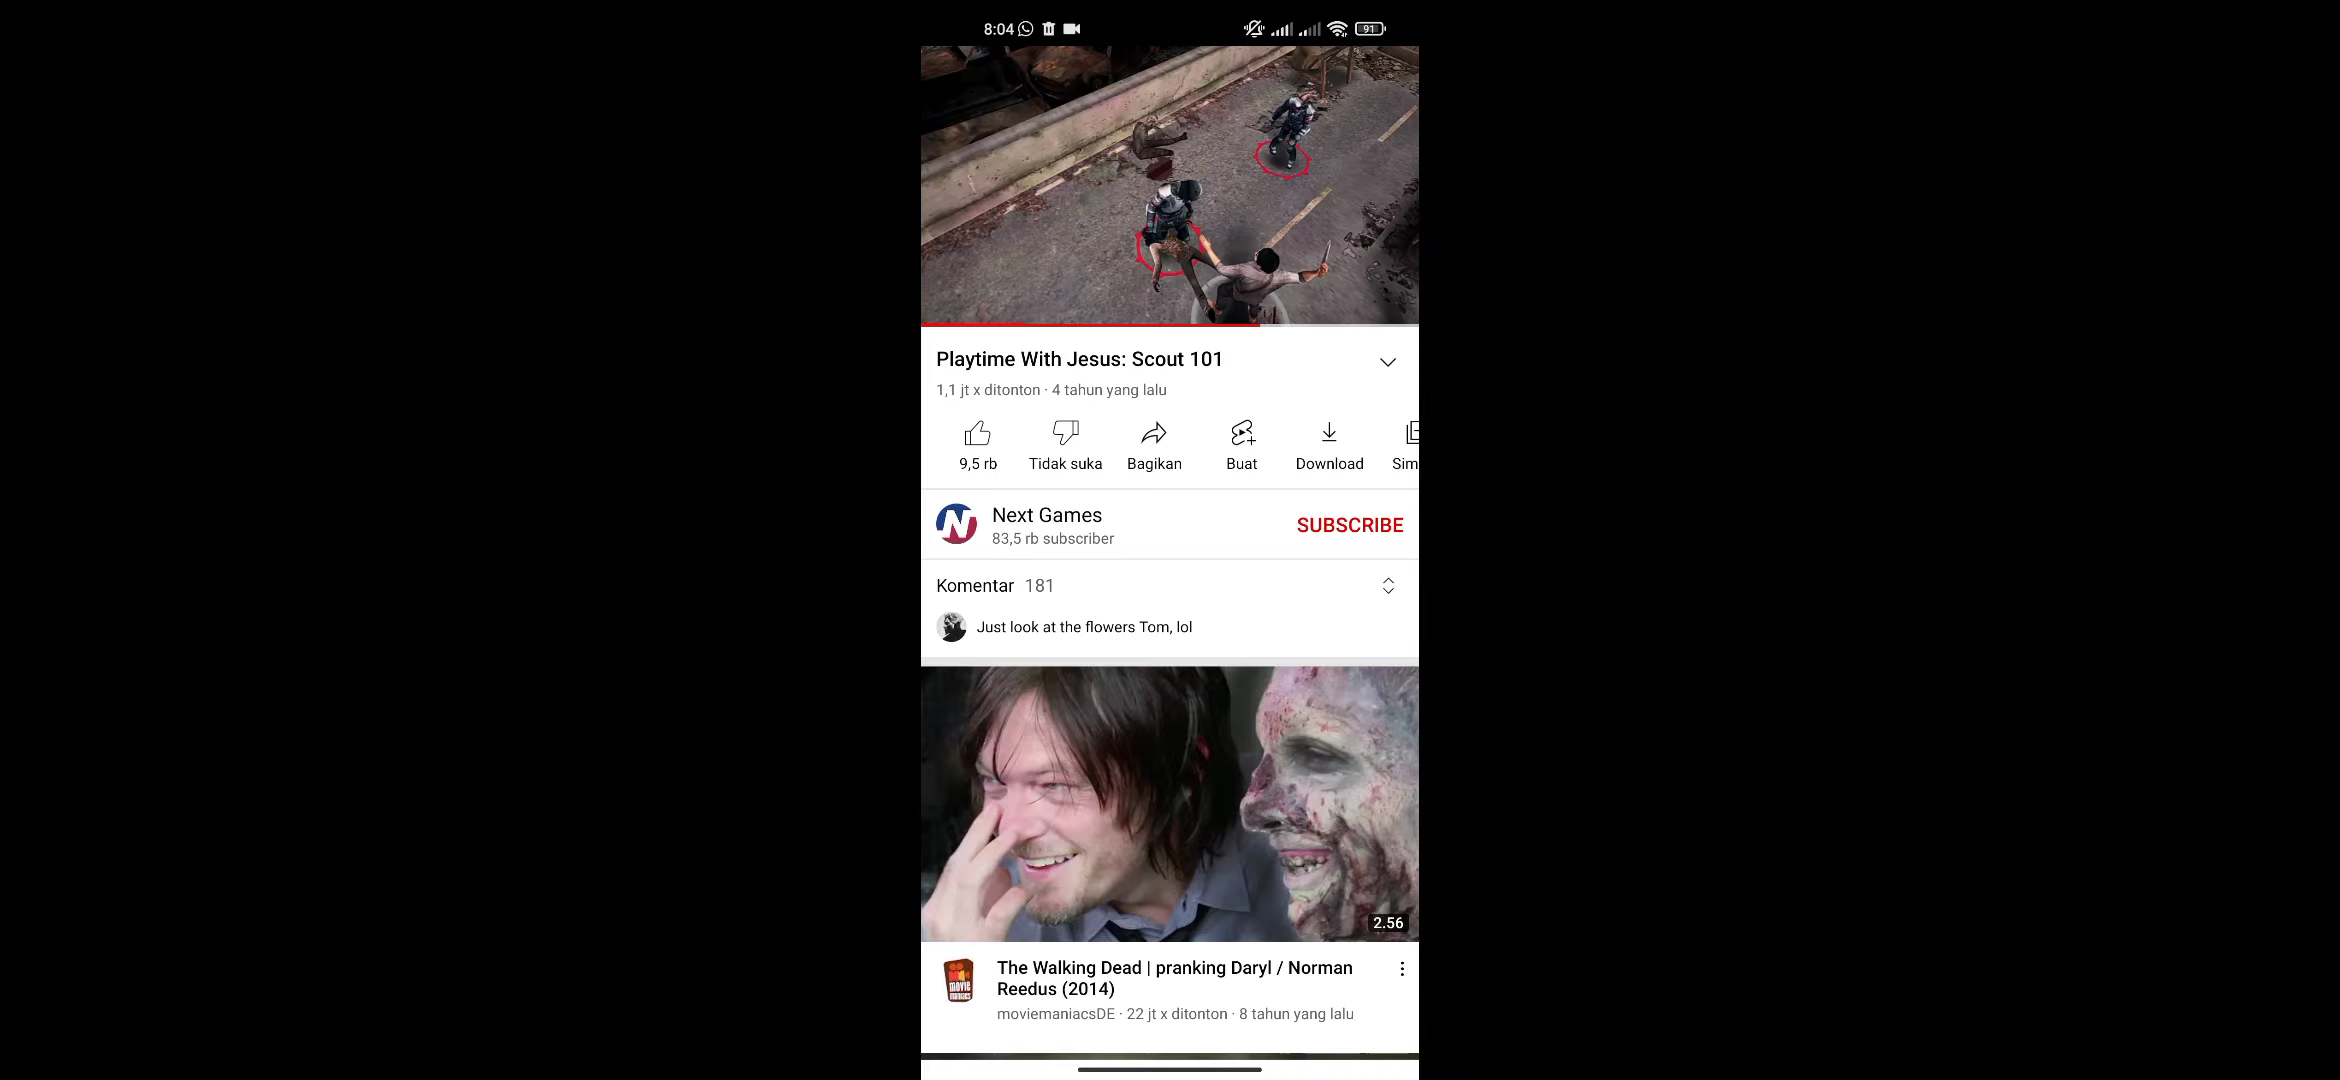 8:04
91
Playtime With Jesus: Scout 101
1,1 jt x ditonton · 4 tahun yang lalu
9,5 rb
Tidak suka
Bagikan
Buat
Download
Sim
N
Next Games
83,5 rb subscriber
SUBSCRIBE
Komentar 181
Just look at the flowers Tom, lol
2.56
movie
maniacs
The Walking Dead | pranking Daryl / Norman
Reedus (2014)
moviemaniacsDE · 22 jt x ditonton · 8 tahun yang lalu